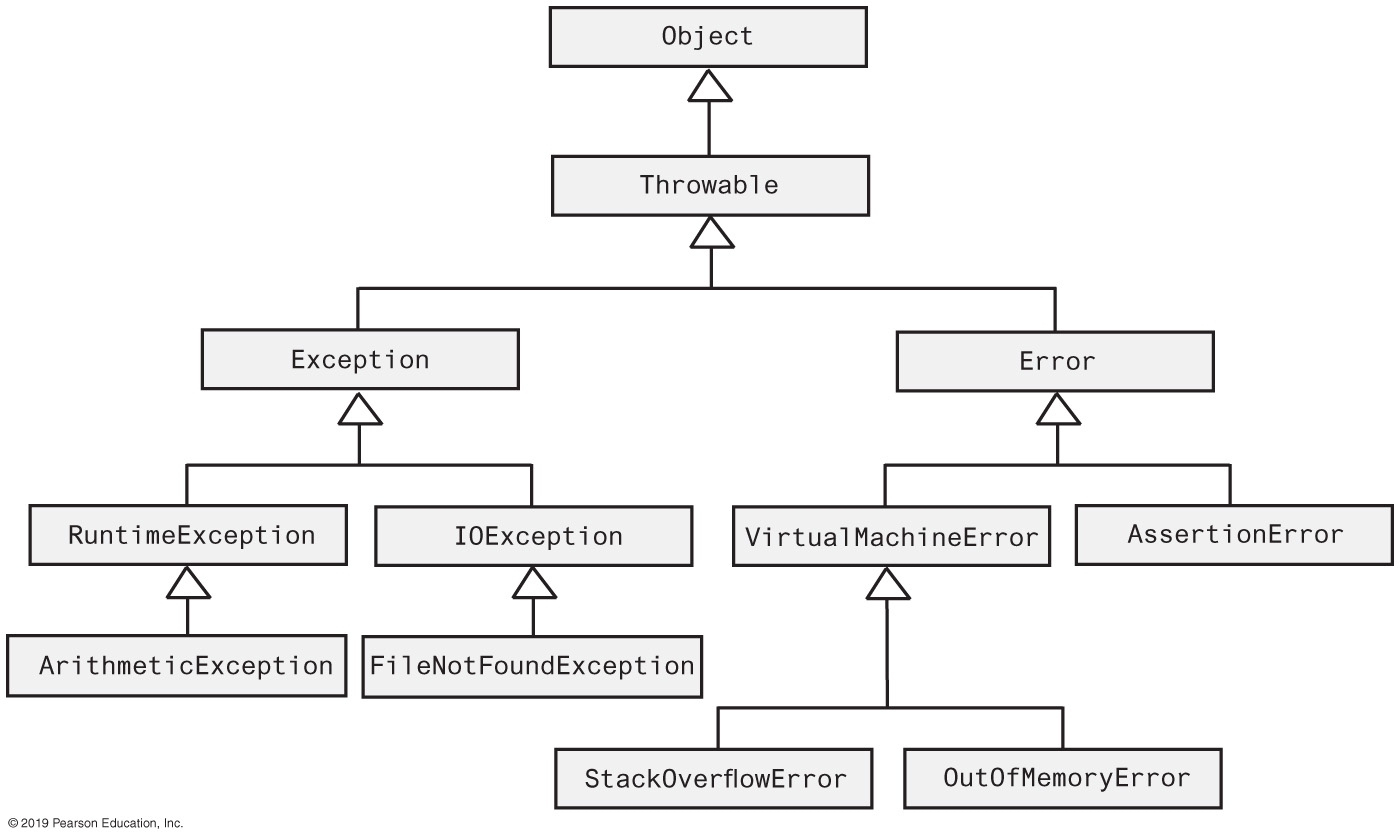 Object
Throwable
Exception
Error
RuntimeException
IOException
VirtualMachineError
AssertionError
ArithmeticException
FileNotFoundException
StackOverflowError
OutOfMemoryError
© 2019 Pearson Education, Inc.